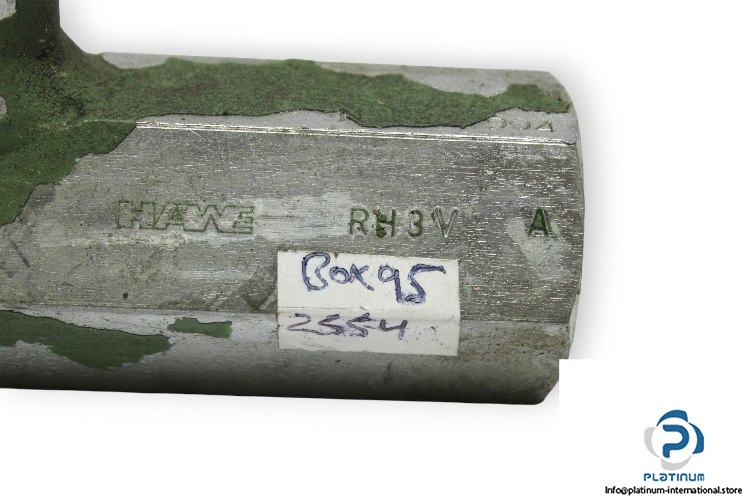 HAWE RH3V A
Box 95
2554
PLATINUM
Info@platinum-international.store